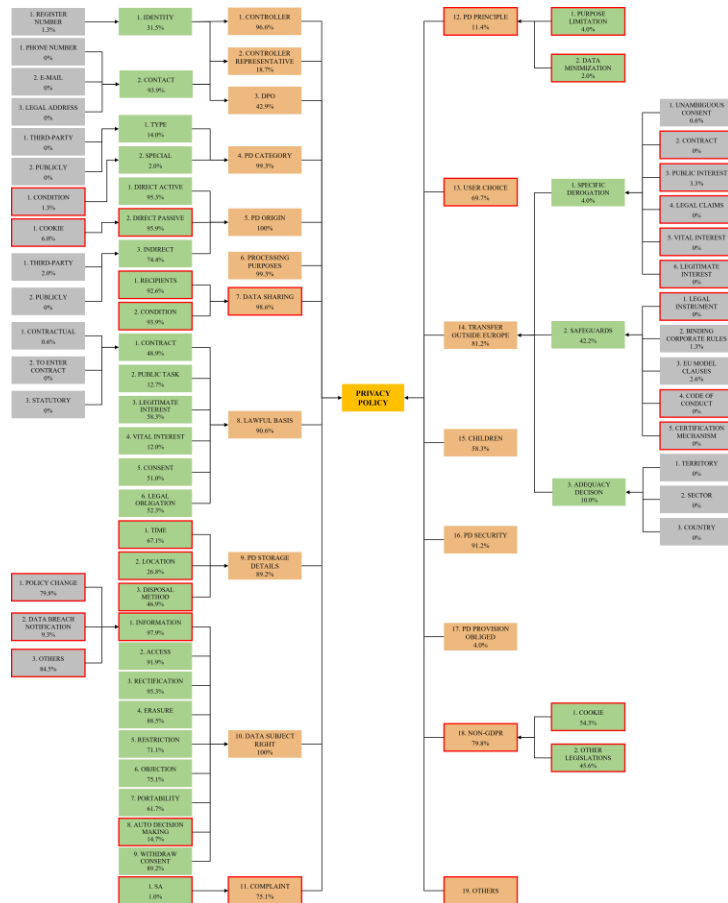 1. REGISTER
NUMBER
1.3%
1. IDENTITY
31.5%
1. CONTROLLER
96.6%
1. PHONE NUMBER
0%
2. E-MAIL
0%
3. LEGAL ADDRESS
0%
2. CONTACT
93.9%
2. CONTROLLER
REPRESENTATIVE
18.7%
3. DPO
42.9%
1. THIRD-PARTY
0%
2. PUBLICLY
0%
1. TYPE
14.0%
1. CONDITION
1.3%
2. SPECIAL
2.0%
4. PD CATEGORY
99.3%
1. DIRECT ACTIVE
95.3%
1. COOKIE
6.0%
2. DIRECT PASSIVE
95.9%
1. THIRD-PARTY
2.0%
2. PUBLICLY
0%
3. INDIRECT
74.4%
5. PD ORIGIN
100%
6. PROCESSING
PURPOSES
99.3%
1. RECIPIENTS
92.6%
2. CONDITION
93.9%
7. DATA SHARING
98.6%
1. CONTRACTUAL
0.6%
2. TO ENTER
CONTRACT
0%
3. STATUTORY
0%
1. CONTRACT
48.9%
2. PUBLIC TASK
12.7%
3. LEGITIMATE
INTEREST
58.3%
4. VITAL INTEREST
12.0%
5. CONSENT
51.0%
6. LEGAL
OBLIGATION
52.3%
8. LAWFUL BASIS
90.6%
1. TIME
67.1%
2. LOCATION
26.8%
3. DISPOSAL
METHOD
46.9%
9. PD STORAGE
DETAILS
89.2%
1. POLICY CHANGE
79.8%
2. DATA BREACH
NOTIFICATION
9.3%
3. OTHERS
84.5%
1. INFORMATION
97.9%
2. ACCESS
91.9%
3. RECTIFICATION
95.3%
4. ERASURE
88.5%
5. RESTRICTION
71.1%
6. OBJECTION
75.1%
7. PORTABILITY
61.7%
8. AUTO DECISION
MAKING
14.7%
9. WITHDRAW
CONSENT
89.2%
10. DATA SUBJECT
RIGHT
100%
1. SA
1.0%
11. COMPLAINT
75.1%
PRIVACY
POLICY
12. PD PRINCIPLE
11.4%
1. PURPOSE
LIMITATION
4.0%
2. DATA
MINIMIZATION
2.0%
13. USER CHOICE
69.7%
14. TRANSFER
OUTSIDE EUROPE
81.2%
1. SPECIFIC
DEROGATION
4.0%
1. UNAMBIGUOUS
CONSENT
0.6%
2. CONTRACT
0%
3. PUBLIC INTEREST
3.3%
4. LEGAL CLAIMS
0%
5. VITAL INTEREST
0%
6. LEGITIMATE
INTEREST
0%
2. SAFEGUARDS
42.2%
1. LEGAL
INSTRUMENT
0%
2. BINDING
CORPORATE RULES
1.3%
3. EU MODEL
CLAUSES
2.6%
4. CODE OF
CONDUCT
0%
5. CERTIFICATION
MECHANISM
0%
3. ADEQUACY
DECISON
10.0%
1. TERRITORY
0%
2. SECTOR
0%
3. COUNTRY
0%
15. CHILDREN
38.3%
16. PD SECURITY
91.2%
17. PD PROVISION
OBLIGED
4.0%
18. NON-GDPR
79.8%
1. COOKIE
54.3%
2. OTHER
LEGISLATIONS
45.6%
19. OTHERS